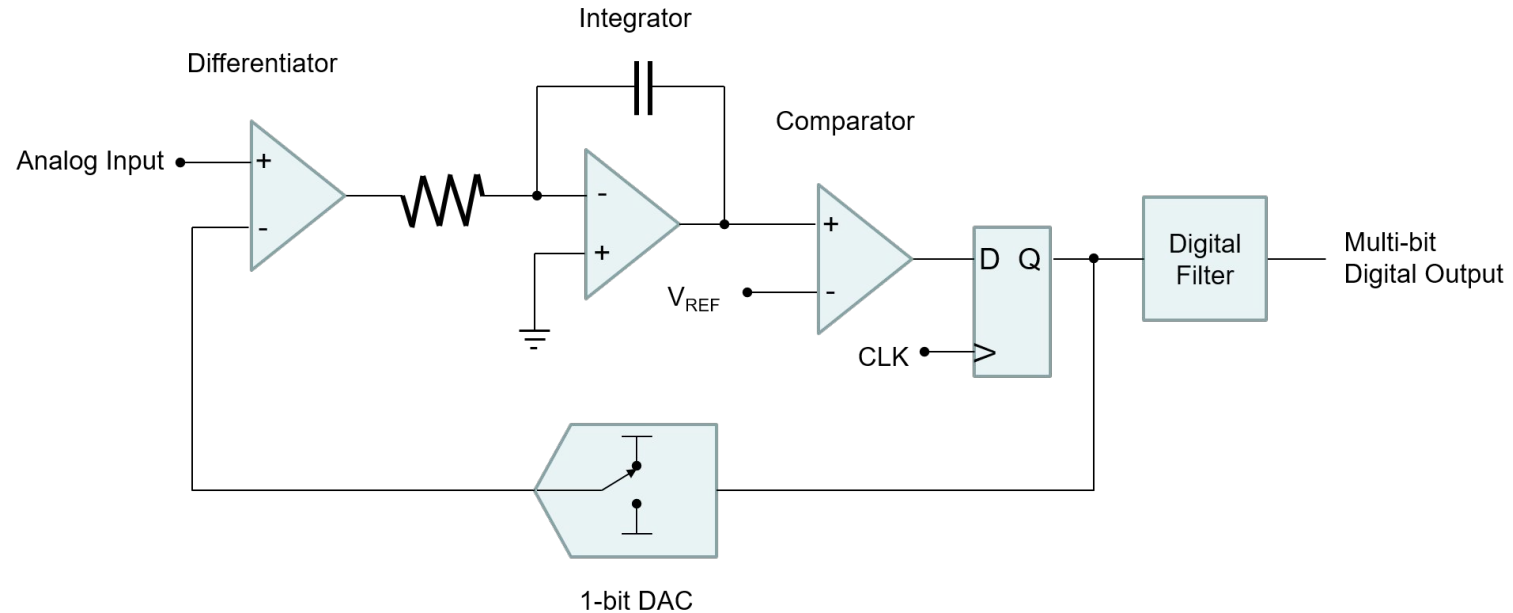 Integrator
Differentiator
Comparator
Analog Input
+
-
-
+
+
-
VREF
D Q
CLK
Digital
Filter
Multi-bit
Digital Output
1-bit DAC